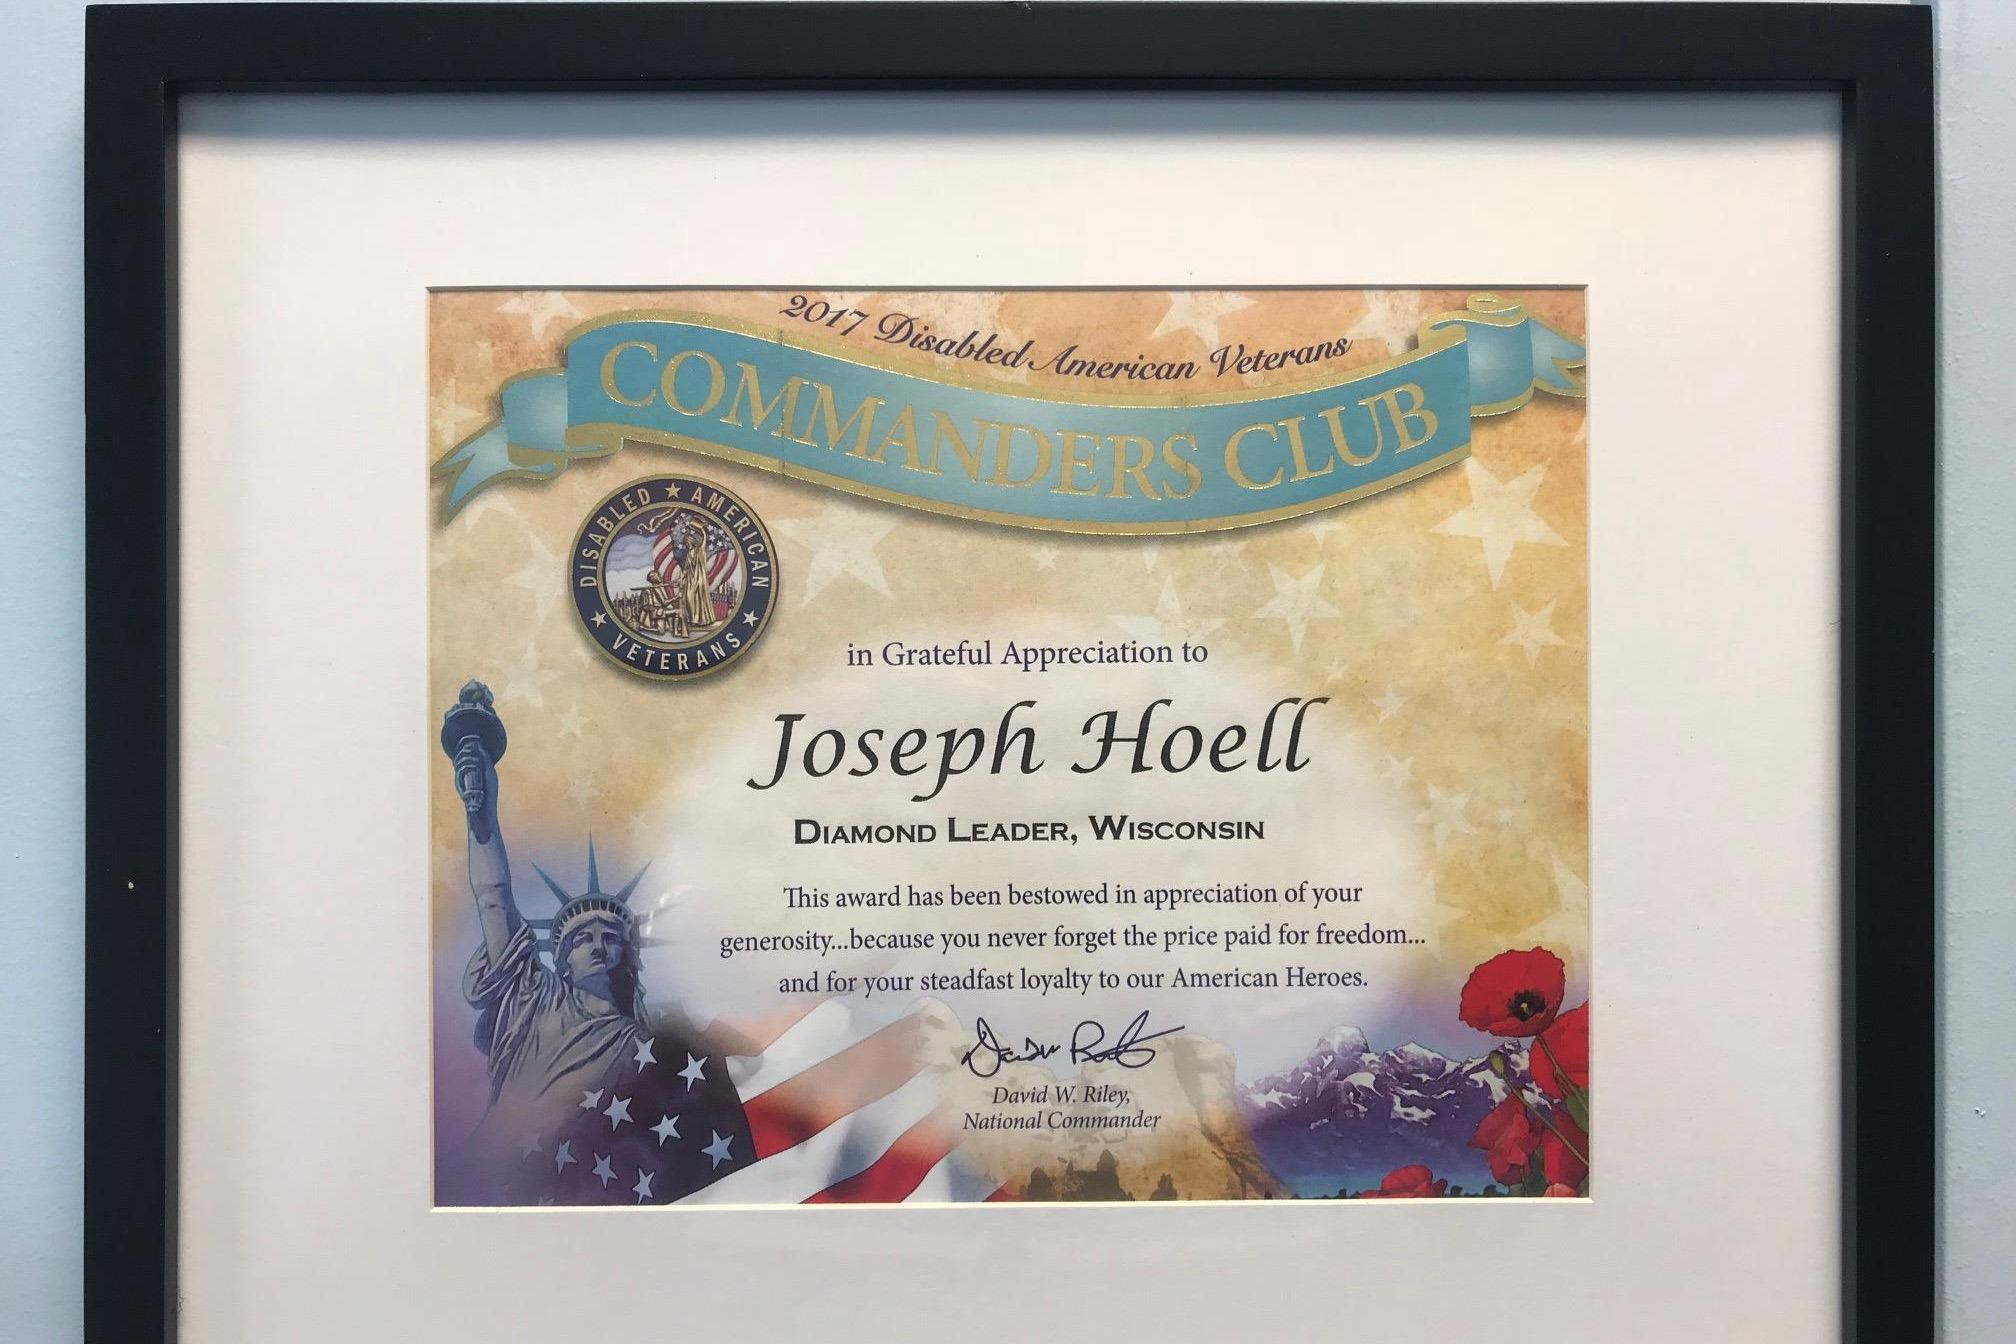 2017 Disabled American Veterans
COMMANDERS CLUB
DISABLED ★ AMERICAN ★ VETERANS ★
in Grateful Appreciation to
Joseph Hoell
DIAMOND LEADER, WISCONSIN
This award has been bestowed in appreciation of your
generosity...because you never forget the price paid for freedom...
and for your steadfast loyalty to our American Heroes.
David W. Riley,
National Commander